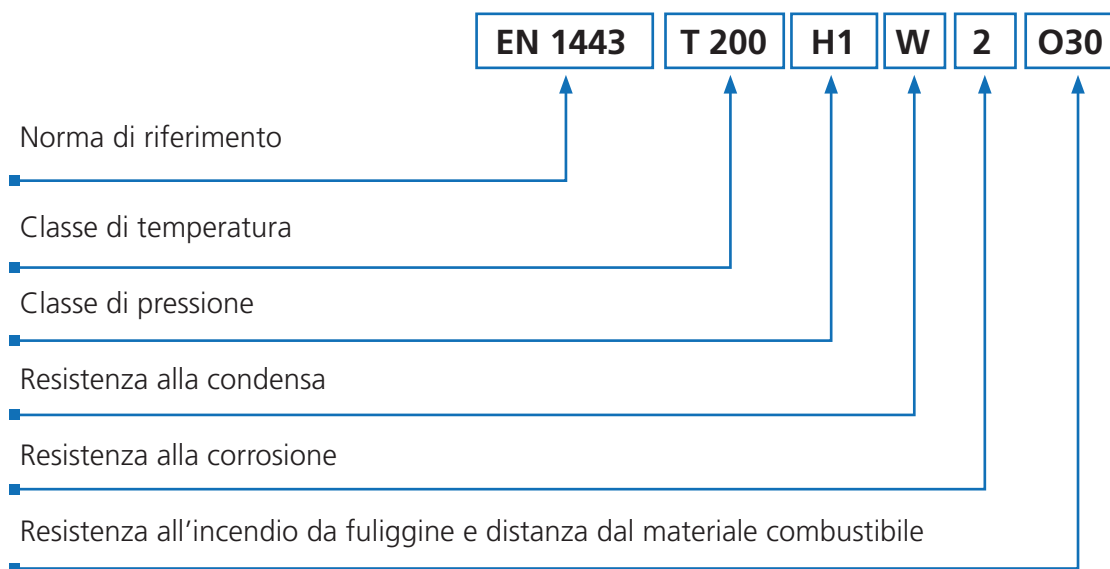 EN 1443 T 200 H1 W 2 O30
Norma di riferimento
Classe di temperatura
Classe di pressione
Resistenza alla condensa
Resistenza alla corrosione
Resistenza all’incendio da fuliggine e distanza dal materiale combustibile